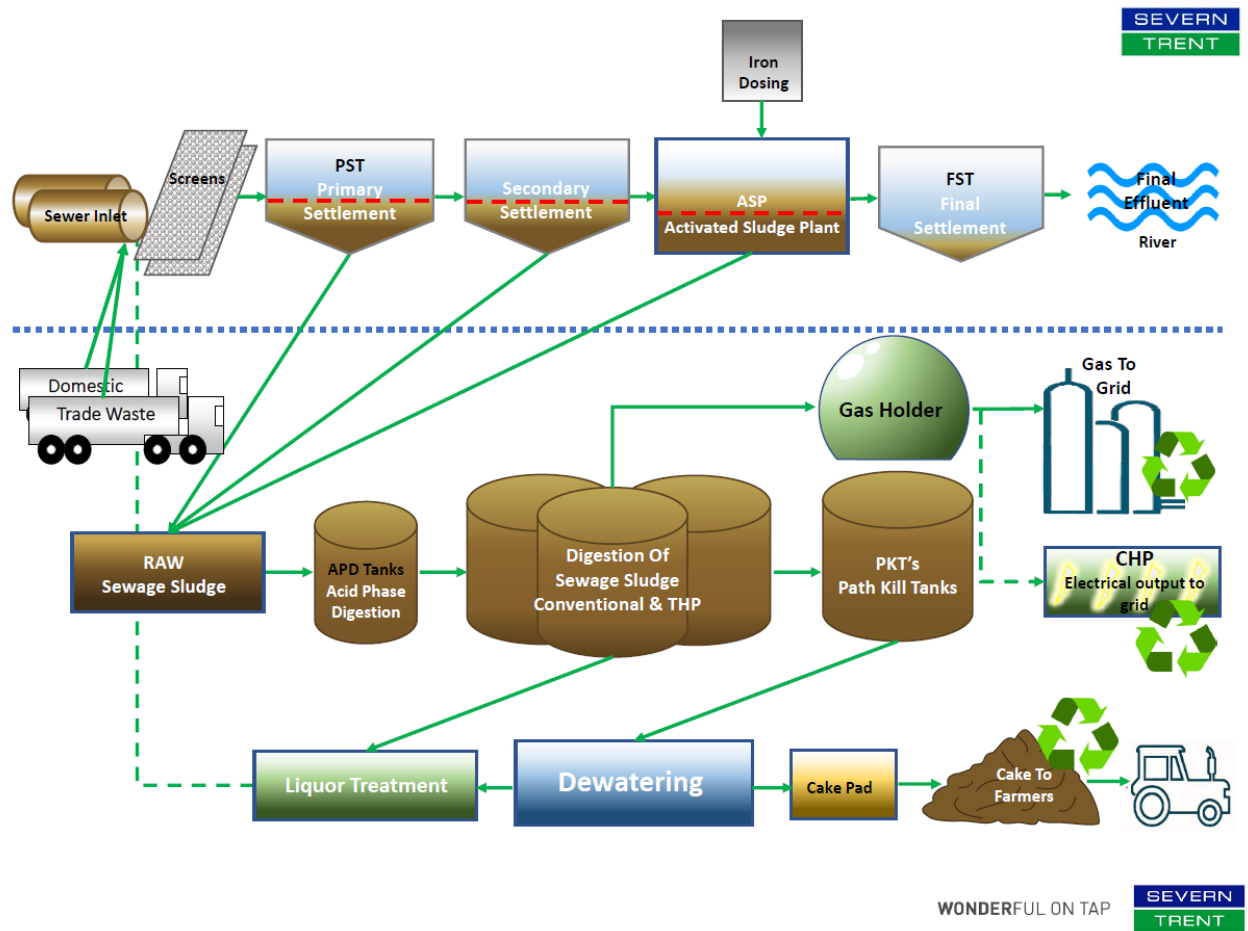 SEVERN
TRENT
Iron
Dosing
Sewer Inlet
Screens
PST
Primary
Settlement
Secondary
Settlement
ASP
Activated Sludge Plant
FST
Final
Settlement
Final
Effluent
River
Domestic
Trade Waste
Gas Holder
Gas To
Grid
RAW
Sewage Sludge
APD Tanks
Acid Phase
Digestion
Digestion Of
Sewage Sludge
Conventional & THP
PKT's
Path Kill Tanks
CHP
Electrical output to
grid
Liquor Treatment
Dewatering
Cake Pad
Cake To
Farmers
WONDERFUL ON TAP
SEVERN
TRENT